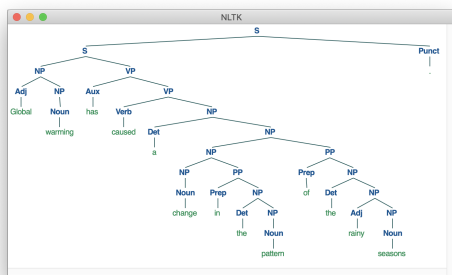 NLTK
S
S Punct
NP VP .
Adj NP Aux VP
Global Noun has Verb NP
warming caused Det NP
a NP PP
NP PP Prep NP
Noun Prep NP of Det NP
change in Det NP the Adj NP
the Noun rainy Noun
pattern seasons